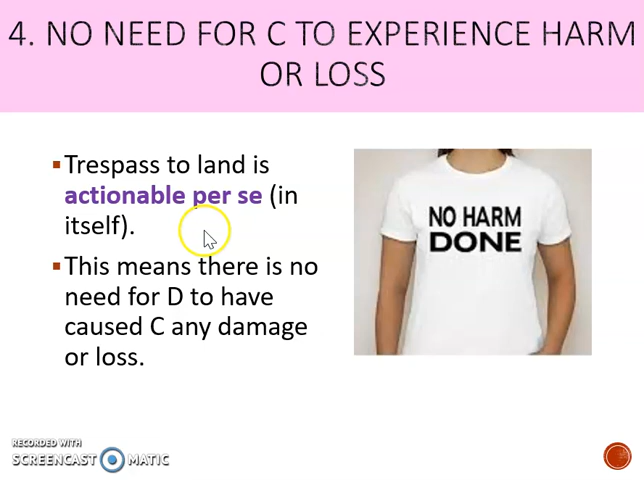 4. NO NEED FOR C TO EXPERIENCE HARM
OR LOSS
▪Trespass to land is
actionable per se (in
itself).
▪This means there is no
need for D to have
caused C any damage
or loss.
NO HARM
DONE
RECORDED WITH
SCREENCAST MATIC